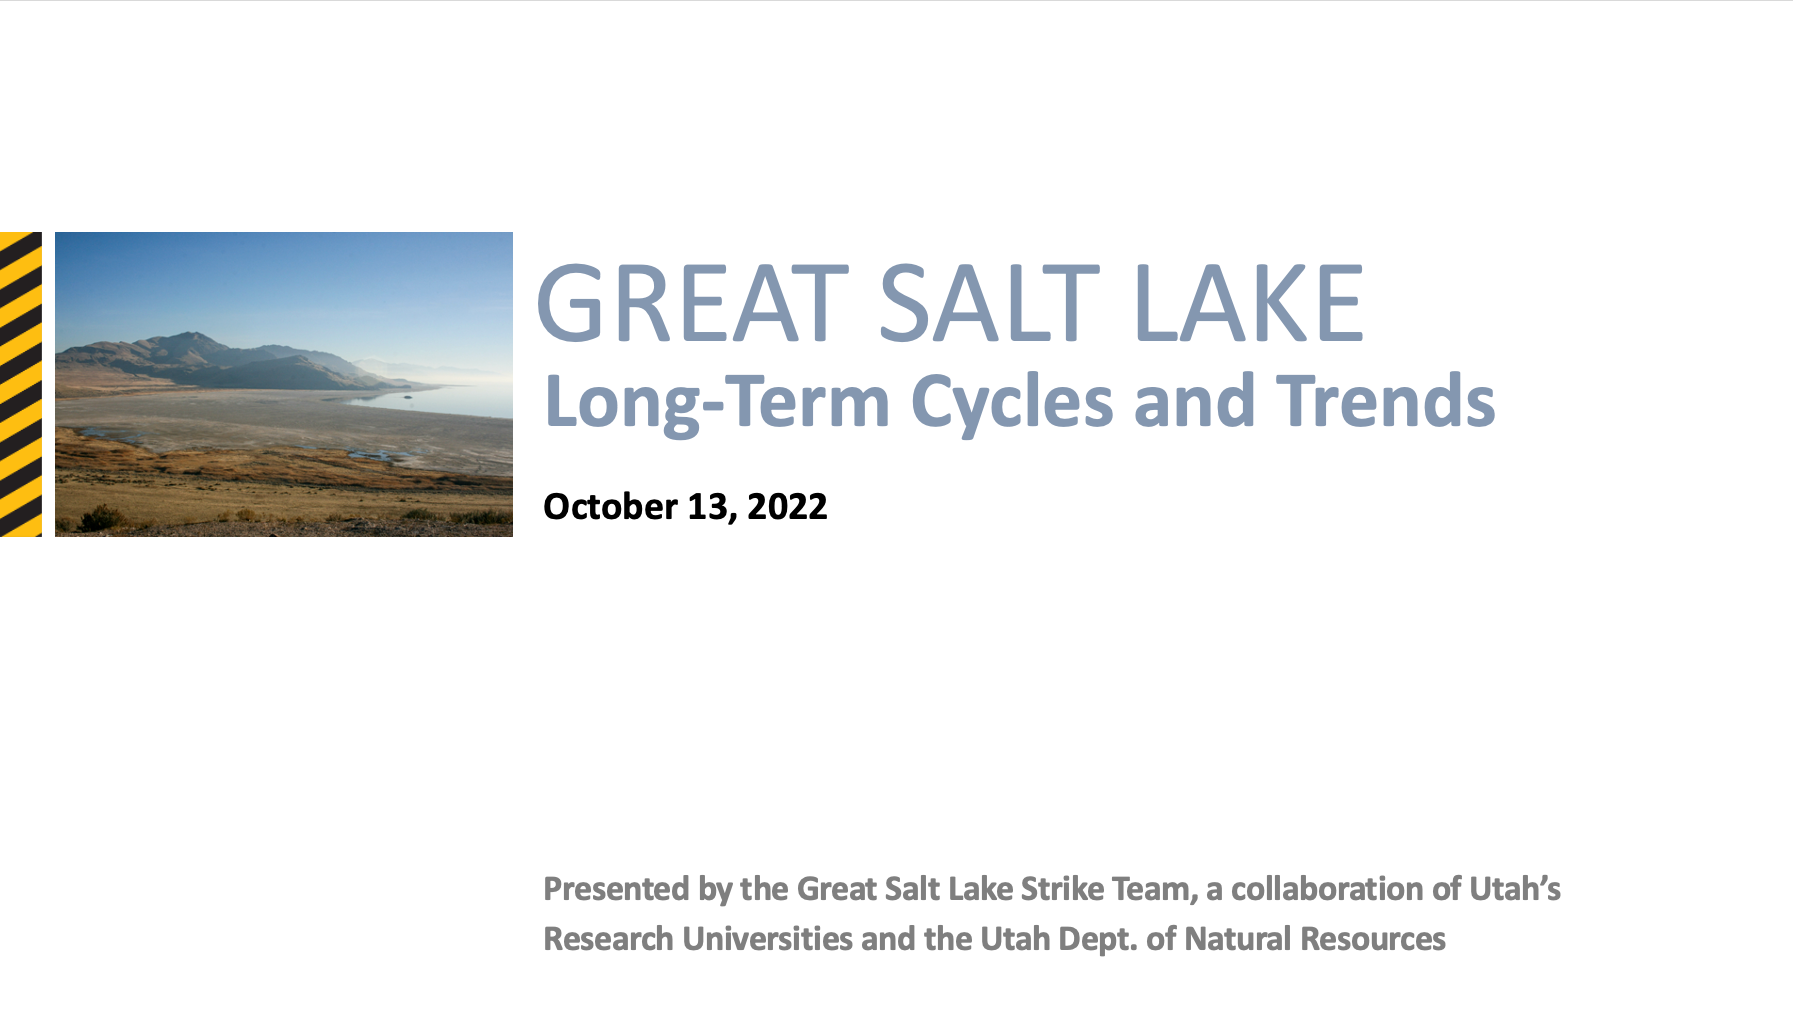 GREAT SALT LAKE
Long-Term Cycles and Trends
October 13, 2022
Presented by the Great Salt Lake Strike Team, a collaboration of Utah’s
Research Universities and the Utah Dept. of Natural Resources